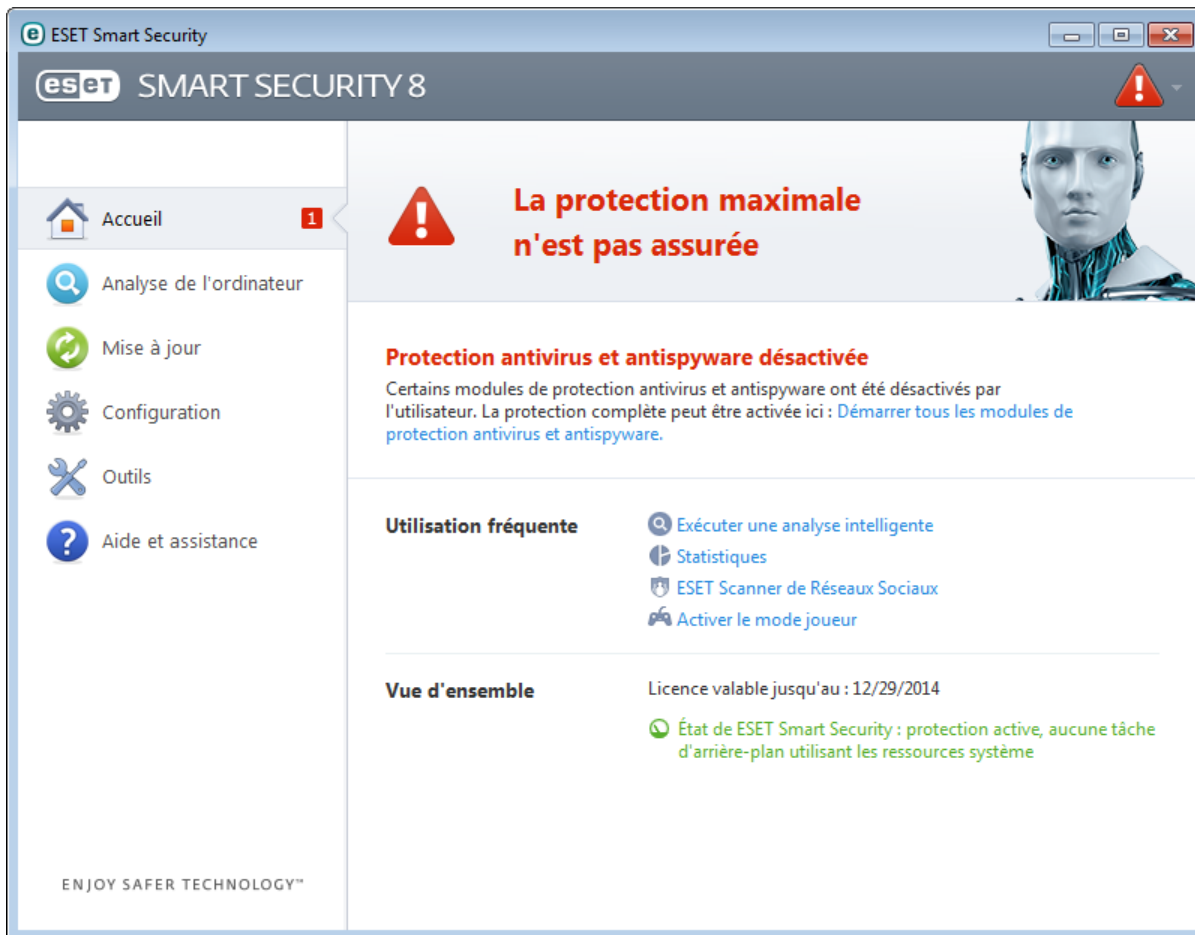 ESET Smart Security
eset SMART SECURITY 8
Accueil 1
Analyse de l'ordinateur
Mise à jour
Configuration
Outils
Aide et assistance
ENJOY SAFER TECHNOLOGY™
La protection maximale
n'est pas assurée
Protection antivirus et antispyware désactivée
Certains modules de protection antivirus et antispyware ont été désactivés par
l'utilisateur. La protection complète peut être activée ici : Démarrer tous les modules de
protection antivirus et antispyware.
Utilisation fréquente
Exécuter une analyse intelligente
Statistiques
ESET Scanner de Réseaux Sociaux
Activer le mode joueur
Vue d'ensemble
Licence valable jusqu'au : 12/29/2014
État de ESET Smart Security : protection active, aucune tâche
d'arrière-plan utilisant les ressources système